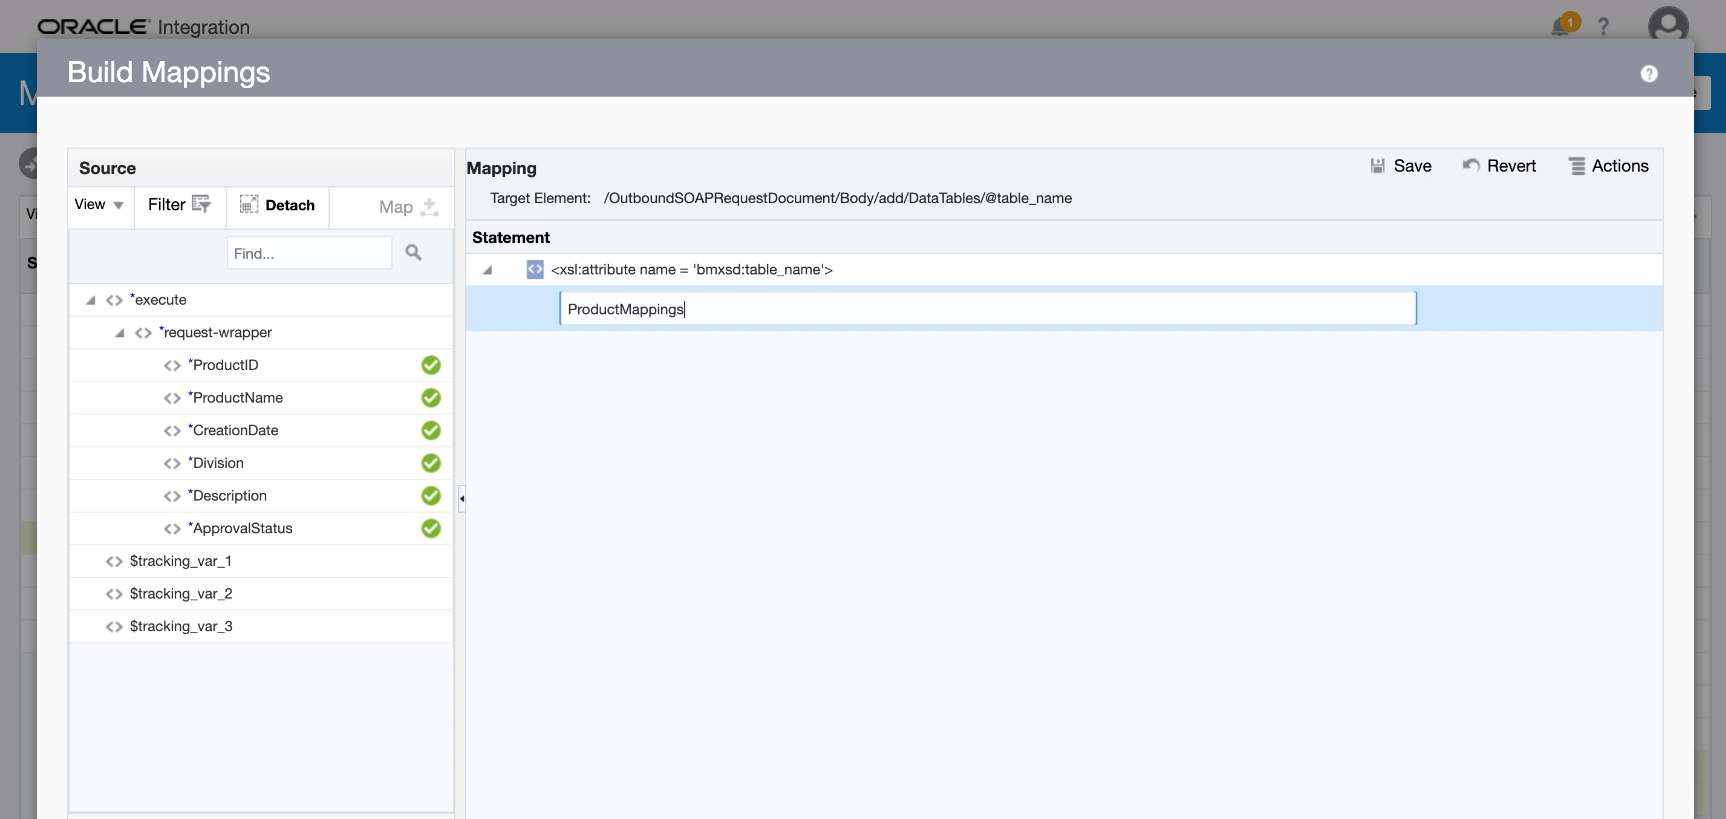 ORACLE® Integration
1
?
Build Mappings
?
Source
View
Filter
Detach
Map
Find...
*execute
*request-wrapper
*ProductID
*ProductName
*CreationDate
*Division
*Description
*ApprovalStatus
$tracking_var_1
$tracking_var_2
$tracking_var_3
Mapping
Save
Revert
Actions
Target Element: /OutboundSOAPRequestDocument/Body/add/DataTables/@table_name
Statement
<xsl:attribute name = 'bmxsd:table_name'>
ProductMappings